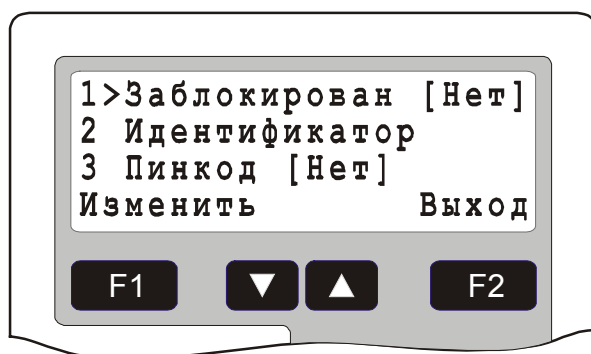 1>Заблокирован [Нет]
2 Идентификатор
3 Пинкод [Нет]
Изменить Выход
F1 ▼ ▲ F2